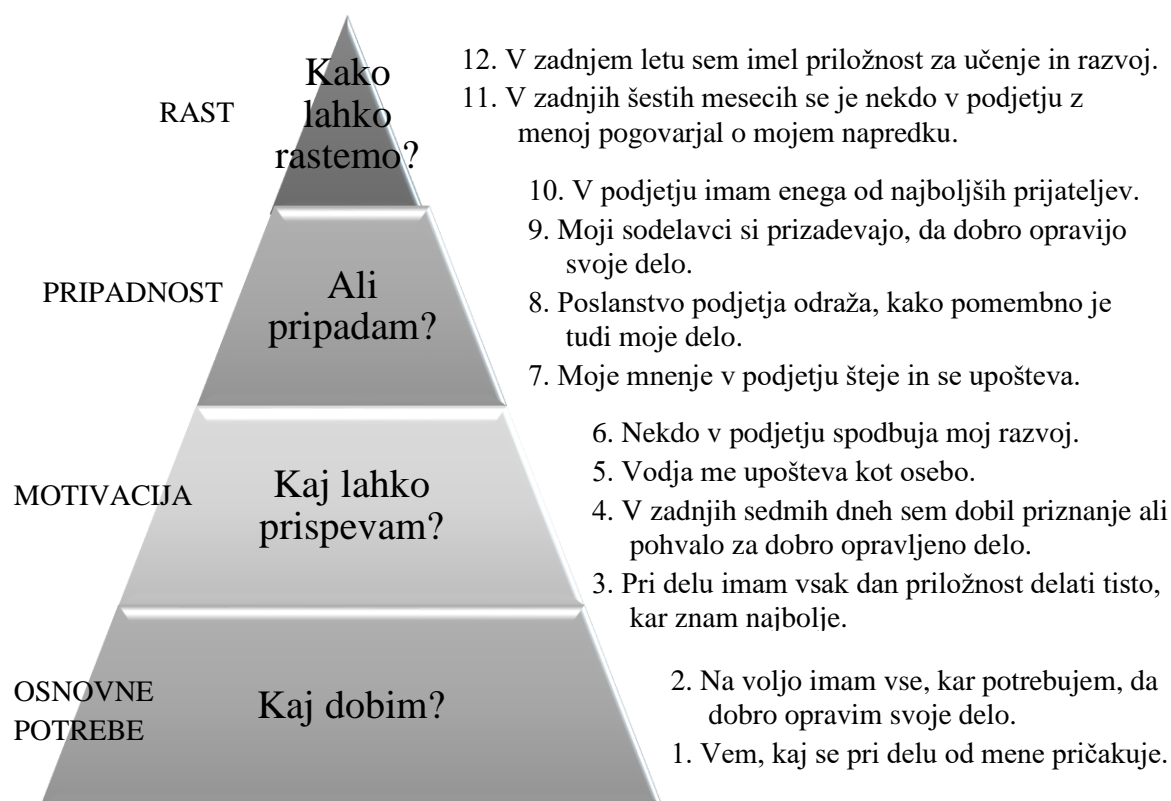 RAST
Kako
lahko
rastemo?
12. V zadnjem letu sem imel priložnost za učenje in razvoj.
11. V zadnjih šestih mesecih se je nekdo v podjetju z
menoj pogovarjal o mojem napredku.
PRIPADNOST
Ali
pripadam?
10. V podjetju imam enega od najboljših prijateljev.
9. Moji sodelavci si prizadevajo, da dobro opravijo
svoje delo.
8. Poslanstvo podjetja odraža, kako pomembno je
tudi moje delo.
7. Moje mnenje v podjetju šteje in se upošteva.
MOTIVACIJA
Kaj lahko
prispevam?
6. Nekdo v podjetju spodbuja moj razvoj.
5. Vodja me upošteva kot osebo.
4. V zadnjih sedmih dneh sem dobil priznanje ali
pohvalo za dobro opravljeno delo.
3. Pri delu imam vsak dan priložnost delati tisto,
kar znam najbolje.
OSNOVNE
POTREBE
Kaj dobim?
2. Na voljo imam vse, kar potrebujem, da
dobro opravim svoje delo.
1. Vem, kaj se pri delu od mene pričakuje.